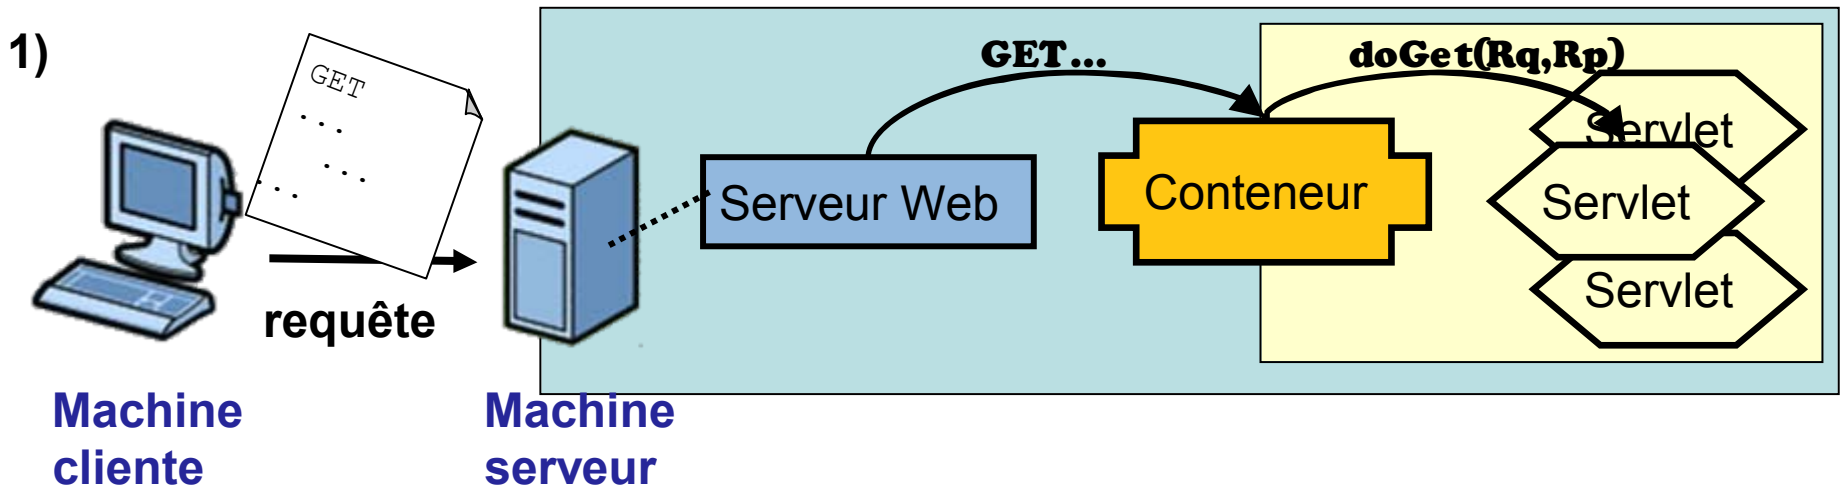 1)
GET
...
...
...
requête
Machine
cliente
Machine
serveur
GET...
doGet(Rq,Rp)
Serveur Web
Conteneur
Servlet
Servlet
Servlet